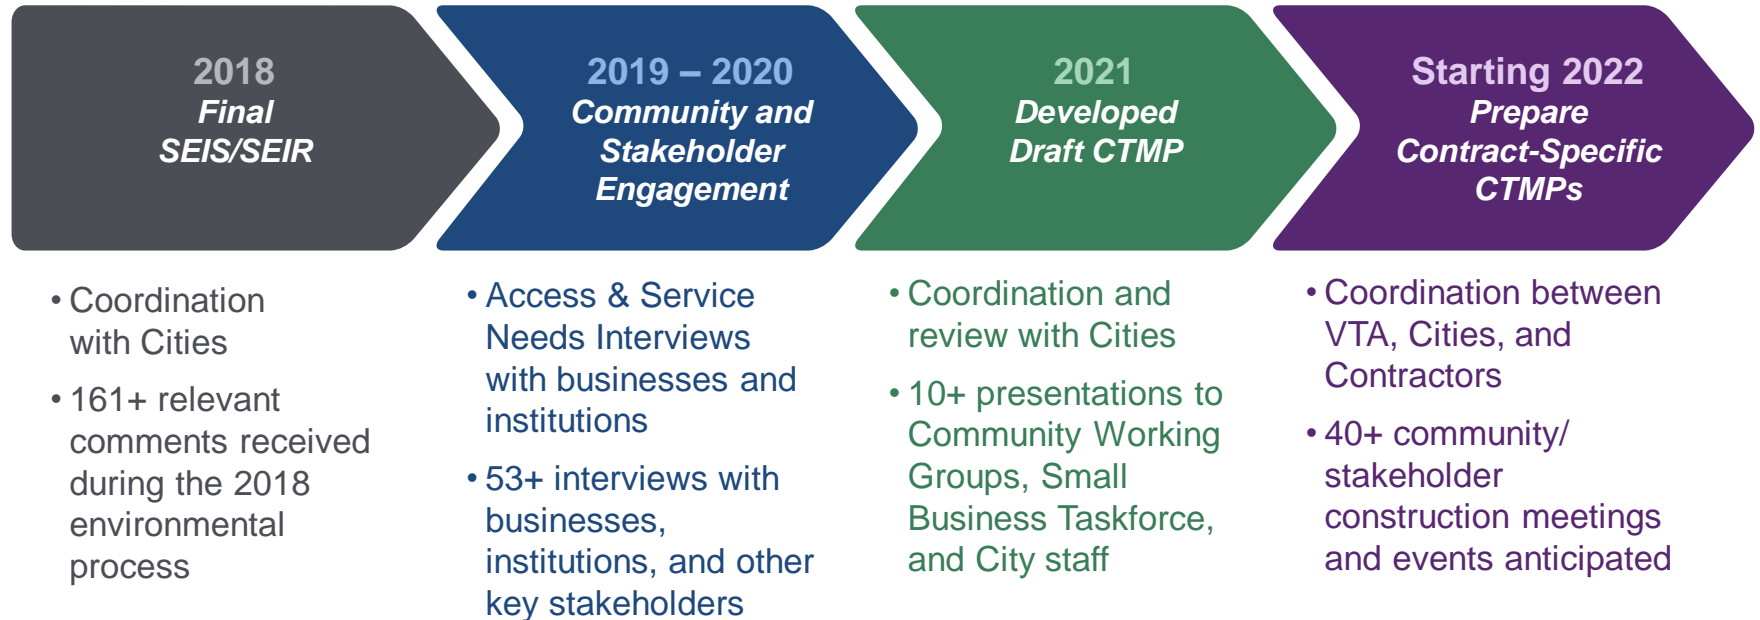 2018
Final
SEIS/SEIR
• Coordination
with Cities
• 161+ relevant
comments received
during the 2018
environmental
process
2019 – 2020
Community and
Stakeholder
Engagement
• Access & Service
Needs Interviews
with businesses and
institutions
• 53+ interviews with
businesses,
institutions, and other
key stakeholders
2021
Developed
Draft CTMP
• Coordination and
review with Cities
• 10+ presentations to
Community Working
Groups, Small
Business Taskforce,
and City staff
Starting 2022
Prepare
Contract-Specific
CTMPs
• Coordination between
VTA, Cities, and
Contractors
• 40+ community/
stakeholder
construction meetings
and events anticipated